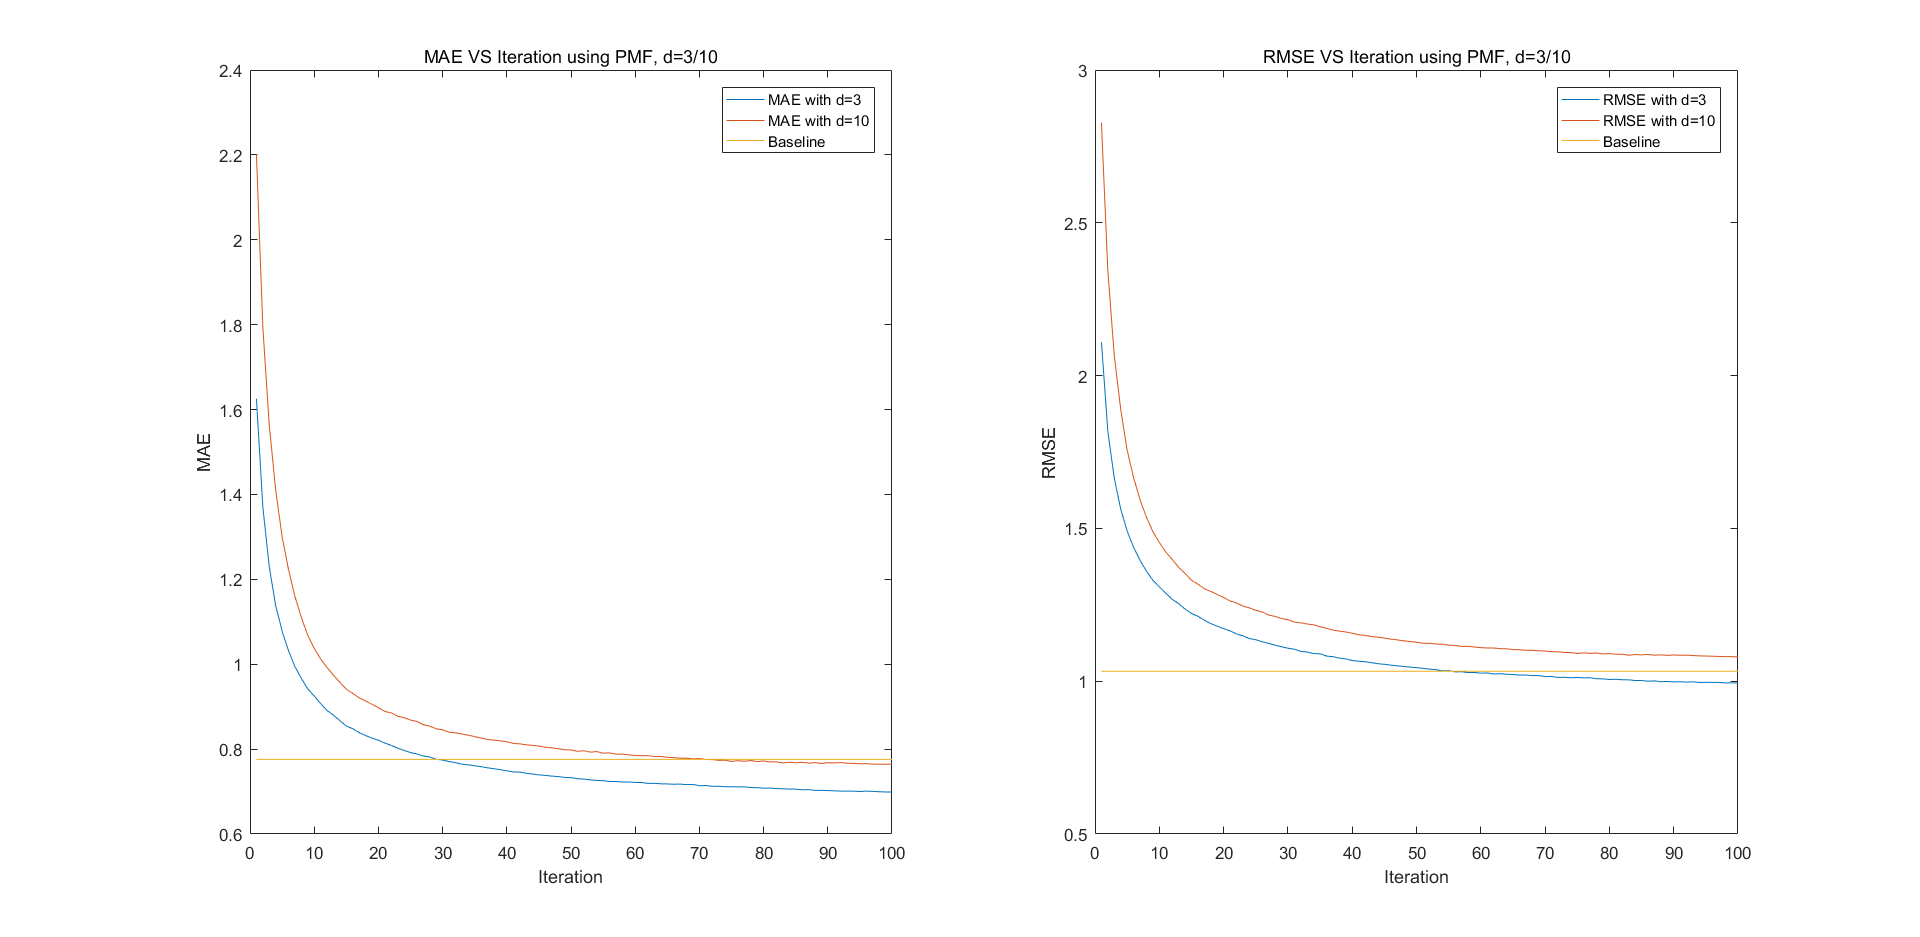 MAE VS Iteration using PMF, d=3/10
2.4
2.2
2
1.8
1.6
1.4
1.2
1
0.8
0.6
MAE
MAE with d=3
MAE with d=10
Baseline
0 10 20 30 40 50 60 70 80 90 100
Iteration
RMSE VS Iteration using PMF, d=3/10
3
2.5
2
1.5
1
0.5
RMSE
RMSE with d=3
RMSE with d=10
Baseline
0 10 20 30 40 50 60 70 80 90 100
Iteration